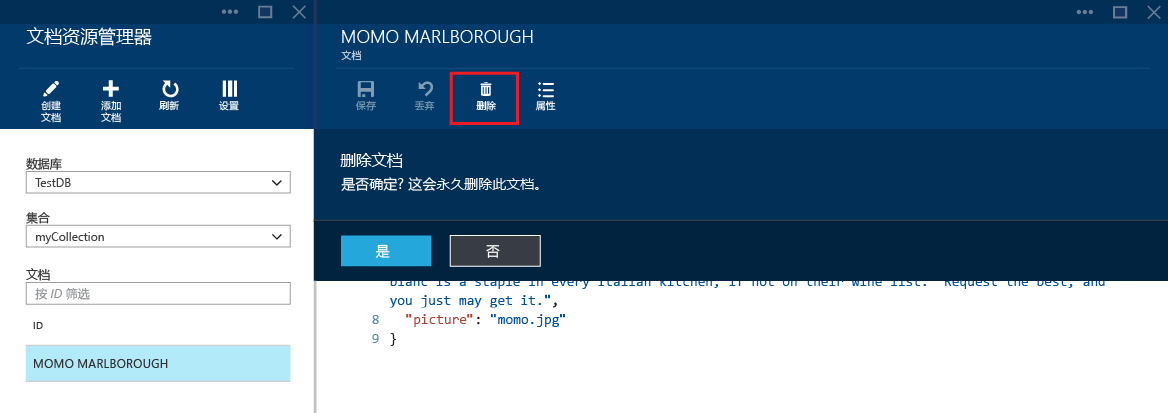 文档资源管理器
创建
文档
添加
文档
刷新
设置
数据库
TestDB
集合
myCollection
文档
按 ID 筛选
ID
MOMO MARLBOROUGH
MOMO MARLBOROUGH
文档
保存
丢弃
删除
属性
删除文档
是否确定? 这会永久删除此文档。
是
否
blanc is a staple in every Italian kitchen, if not on their wine list.  Request the best, and
you just may get it.",
8 "picture": "momo.jpg"
9 }